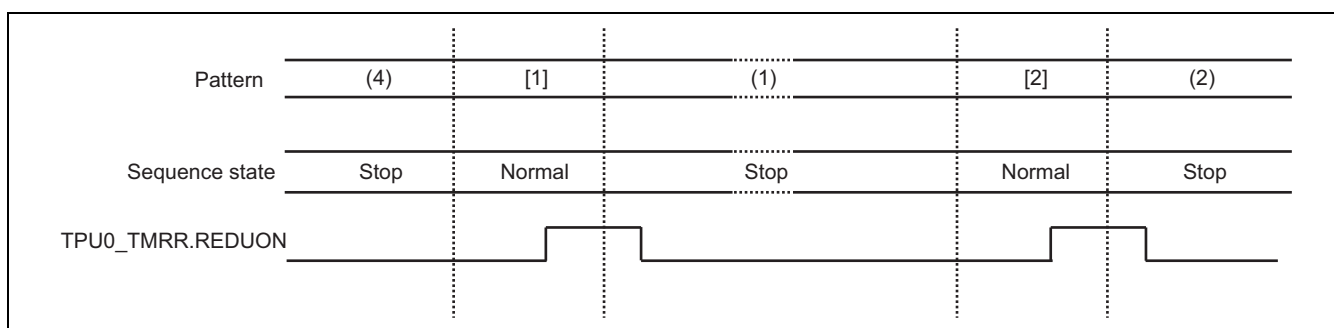 Pattern (4) [1] (1) [2] (2)
Sequence state Stop Normal Stop Normal Stop
TPU0_TMRR.REDUON